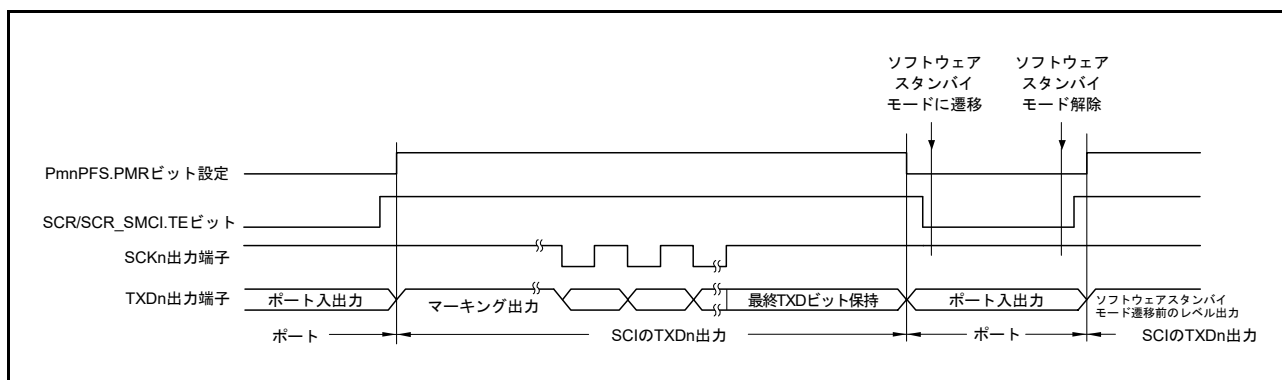 ソフトウェア
スタンバイ
モードに遷移
ソフトウェア
スタンバイ
モード解除
PmnPFS.PMRビット設定
SCR/SCR_SMCI.TEビット
SCKn出力端子
TXDn出力端子
ポート入出力
マーキング出力
最終TXDビット保持
ポート入出力
ソフトウェアスタンバイ
モード遷移前のレベル出力
ポート
SCIのTXDn出力
ポート
SCIのTXDn出力